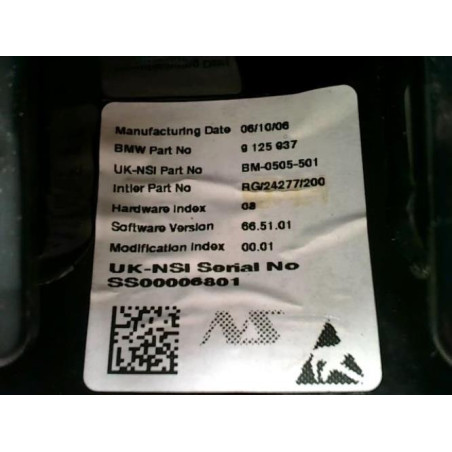 Manufacturing Date 06/10/06
BMW Part No 9 125 937
UK-NSI Part No BM-0505-501
Intier Part No RG/24277/200
Hardware Index 08
Software Version 66.51.01
Modification Index 00.01
UK-NSI Serial No
SS00006801